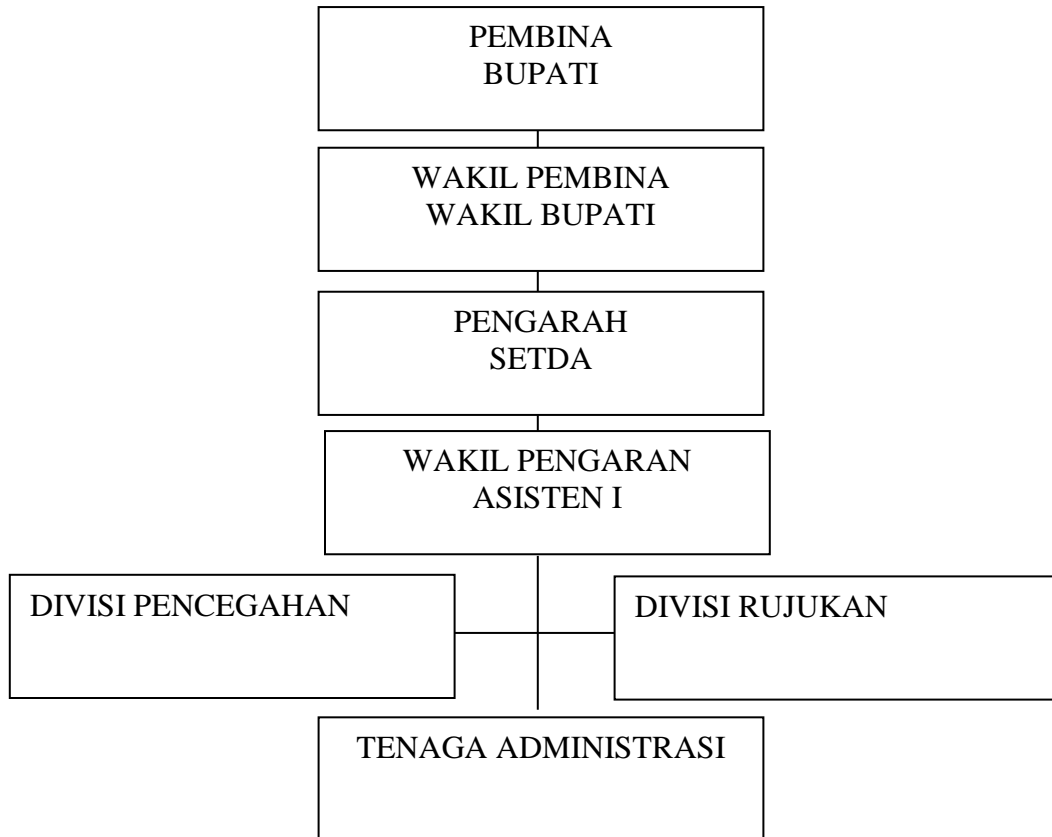 PEMBINA
BUPATI
WAKIL PEMBINA
WAKIL BUPATI
PENGARAH
SETDA
WAKIL PENGARAN
ASISTEN I
DIVISI PENCEGAHAN
DIVISI RUJUKAN
TENAGA ADMINISTRASI